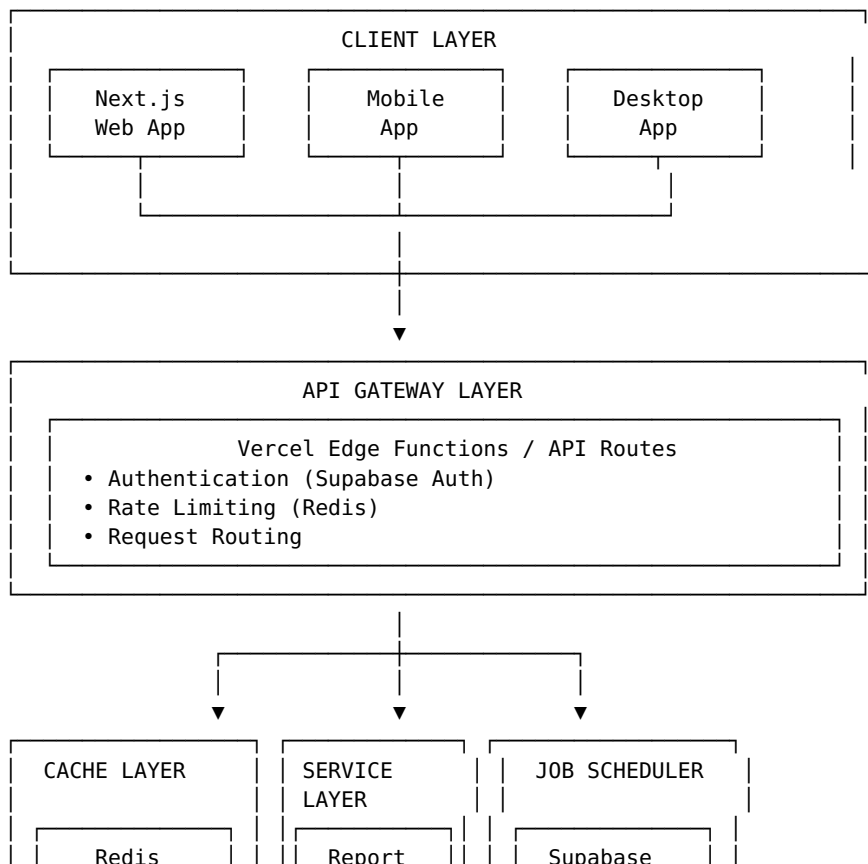 CLIENT LAYER
Next.js Mobile Desktop
Web App App App
▼
API GATEWAY LAYER
Vercel Edge Functions / API Routes
• Authentication (Supabase Auth)
• Rate Limiting (Redis)
• Request Routing
▼ ▼ ▼
CACHE LAYER SERVICE JOB SCHEDULER
LAYER
Redis Report Supabase